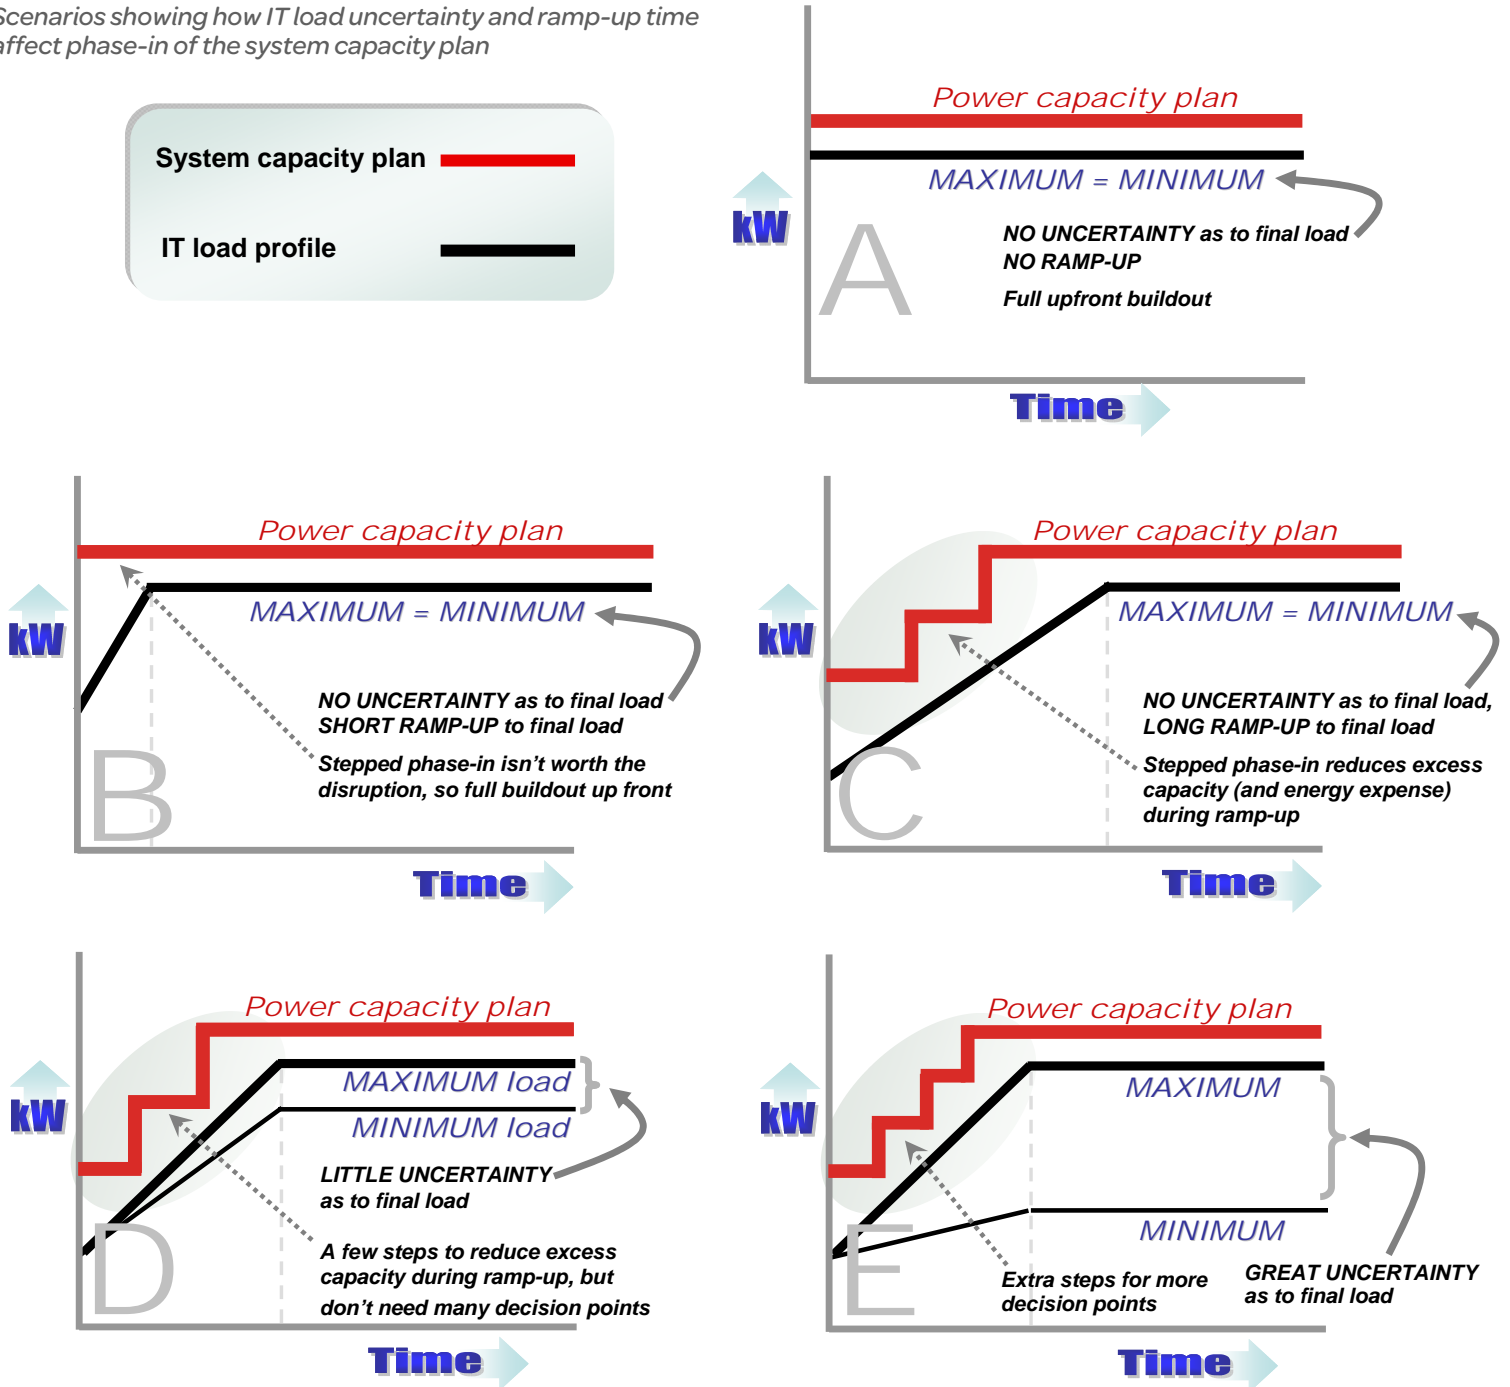 Scenarios showing how IT load uncertainty and ramp-up time
affect phase-in of the system capacity plan
System capacity plan
IT load profile
Power capacity plan
MAXIMUM = MINIMUM
kW
NO UNCERTAINTY as to final load
NO RAMP-UP
Full upfront buildout
A
Time
Power capacity plan
MAXIMUM = MINIMUM
kW
NO UNCERTAINTY as to final load
SHORT RAMP-UP to final load
Stepped phase-in isn't worth the
disruption, so full buildout up front
B
Time
Power capacity plan
MAXIMUM = MINIMUM
kW
NO UNCERTAINTY as to final load,
LONG RAMP-UP to final load
Stepped phase-in reduces excess
capacity (and energy expense)
during ramp-up
C
Time
Power capacity plan
MAXIMUM load
kW
MINIMUM load
LITTLE UNCERTAINTY
as to final load
A few steps to reduce excess
capacity during ramp-up, but
don't need many decision points
D
Time
Power capacity plan
MAXIMUM
kW
MINIMUM
Extra steps for more
decision points
GREAT UNCERTAINTY
as to final load
E
Time